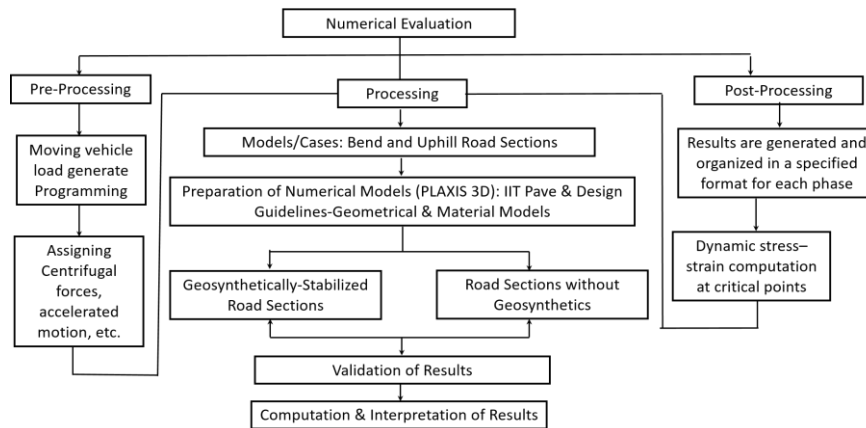 Numerical Evaluation
Pre-Processing
Processing
Post-Processing
Moving vehicle
load generate
Programming
Assigning
Centrifugal
forces,
accelerated
motion, etc.
Models/Cases: Bend and Uphill Road Sections
Preparation of Numerical Models (PLAXIS 3D): IIT Pave & Design
Guidelines-Geometrical & Material Models
Geosynthetically-Stabilized
Road Sections
Road Sections without
Geosynthetics
Validation of Results
Computation & Interpretation of Results
Results are generated and
organized in a specified
format for each phase
Dynamic stress–
strain computation
at critical points